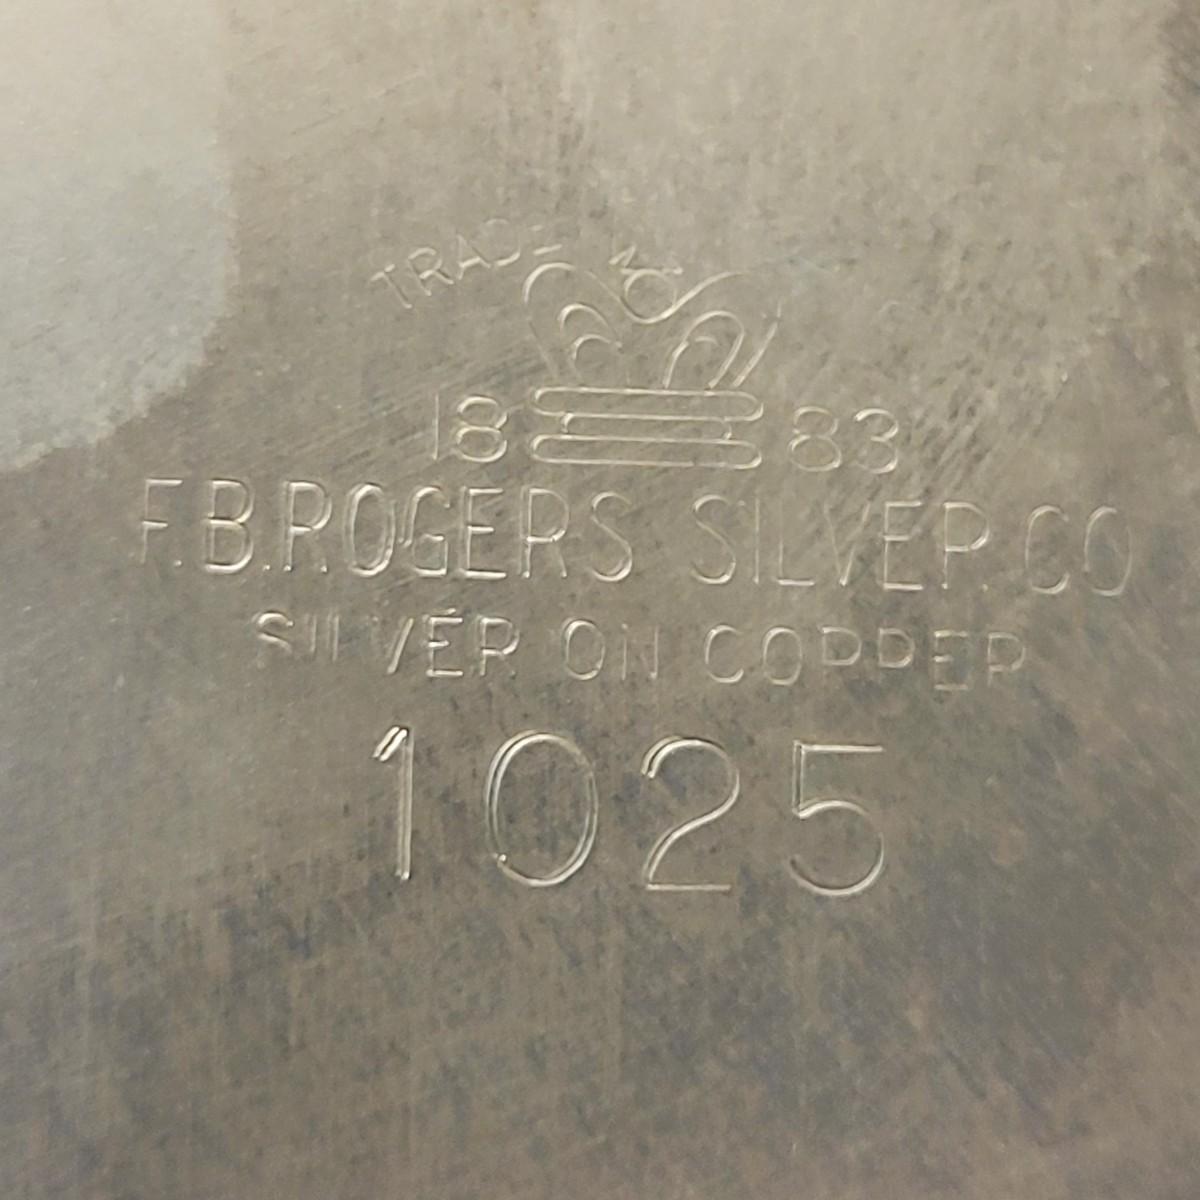 TRADE
18 83
F.B.ROGERS SILVER.CO
SILVER ON COPPER
1025